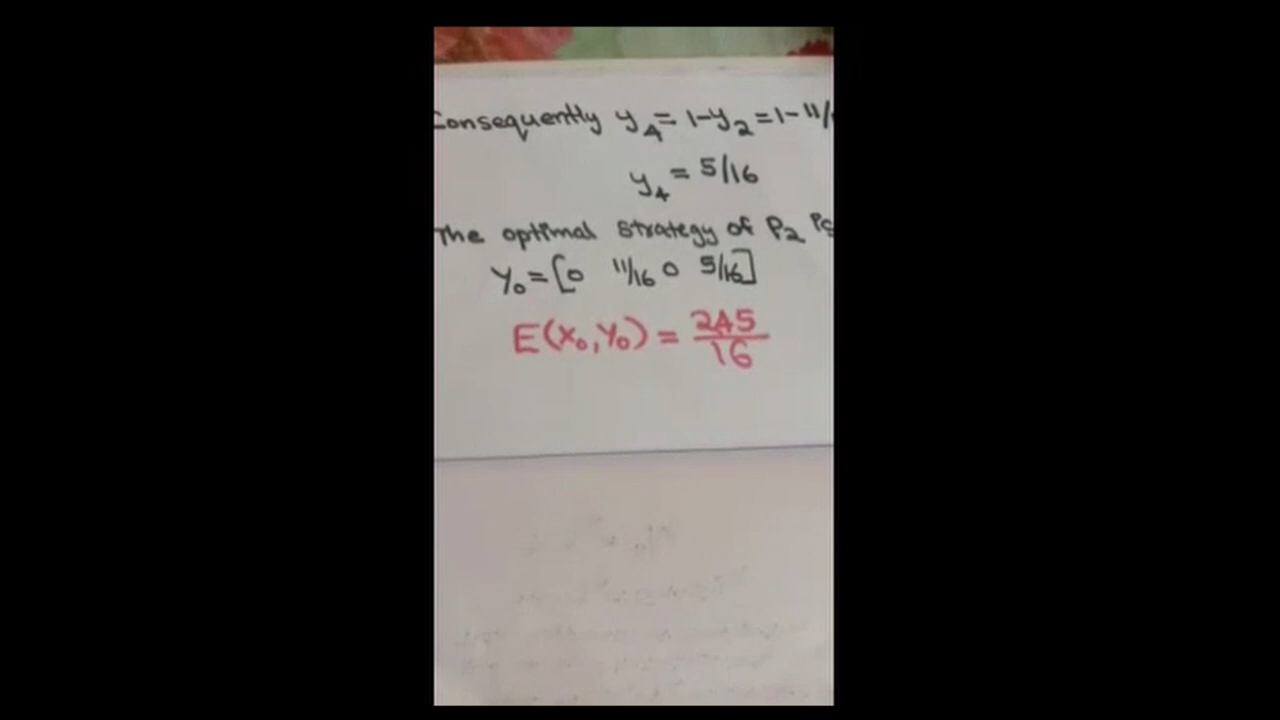 Consequently y₄ = 1-y₂ = 1- 11/
y₄ = 5/16
The optimal strategy of P₂ is
Y₀ = [0 11/16 0 5/16]
E(X₀, Y₀) = 245/16